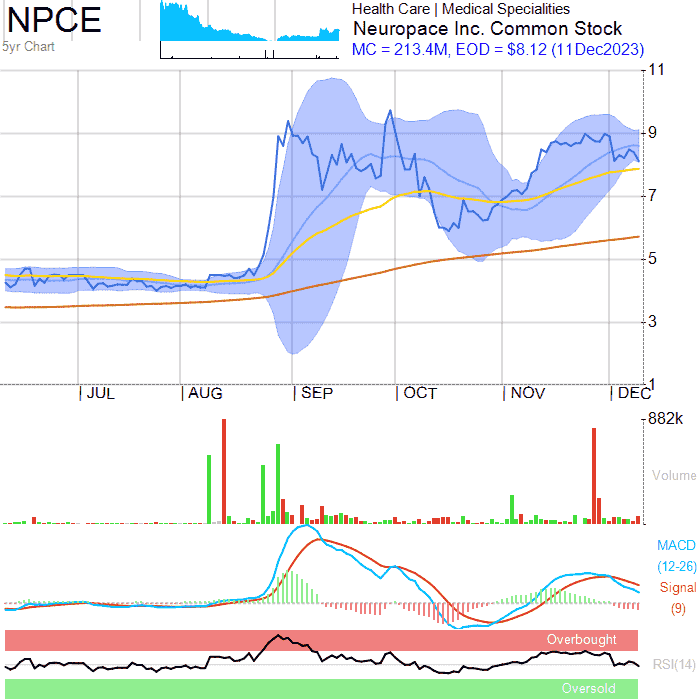 NPCE
5yr Chart
Health Care | Medical Specialities
Neuropace Inc. Common Stock
MC = 213.4M, EOD = $8.12 (11Dec2023)
11
9
7
5
3
1
JUL
AUG
SEP
OCT
NOV
DEC
882k
Volume
MACD
(12-26)
Signal
(9)
Overbought
RSI(14)
Oversold